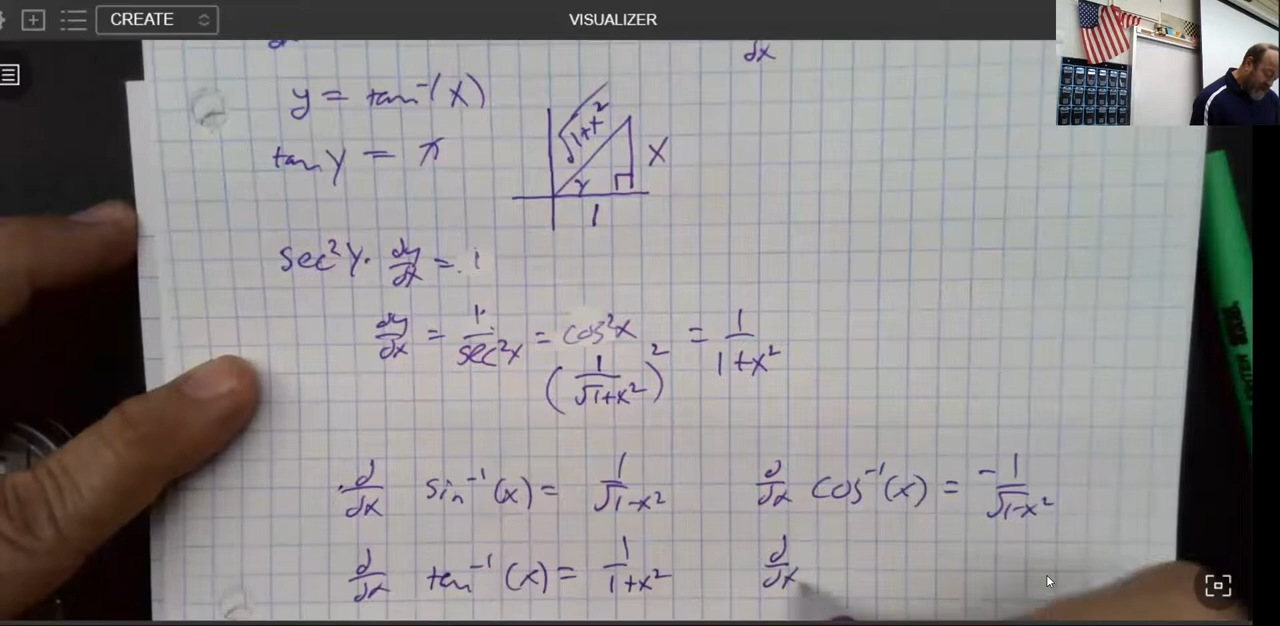 CREATE
VISUALIZER
dx
dx
y = tan⁻¹(x)
√1+x²
x
y
1
tan y = x
sec²y · dy/dx = 1
dy/dx = 1/sec²x = cos²x = 1/1+x²
(1/√1+x²)²
d/dx sin⁻¹(x) = 1/√1-x²
d/dx cos⁻¹(x) = -1/√1-x²
d/dx tan⁻¹(x) = 1/1+x²
d/dx